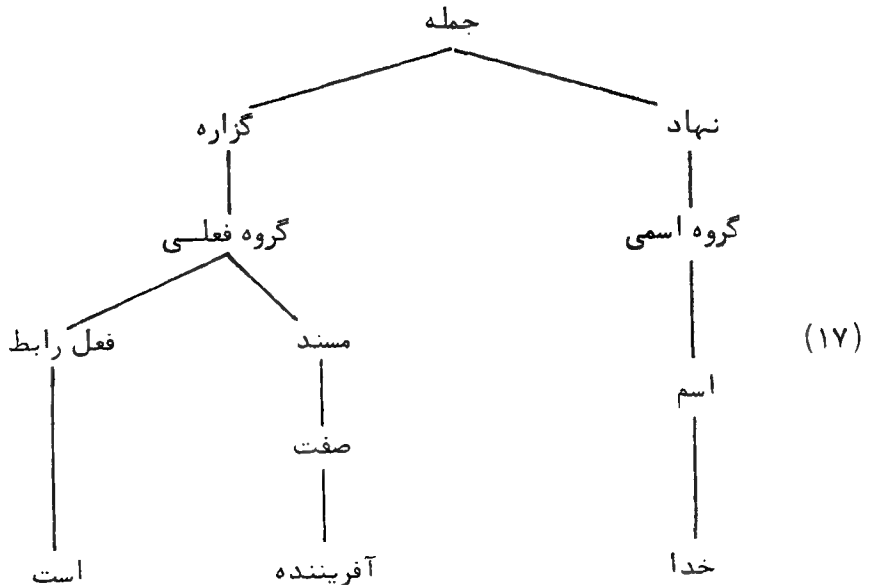 جمله
نهاد گزاره
گروه اسمی گروه فعلی
(۱۷) مسند فعل رابط
اسم
صفت
خدا آفریننده است